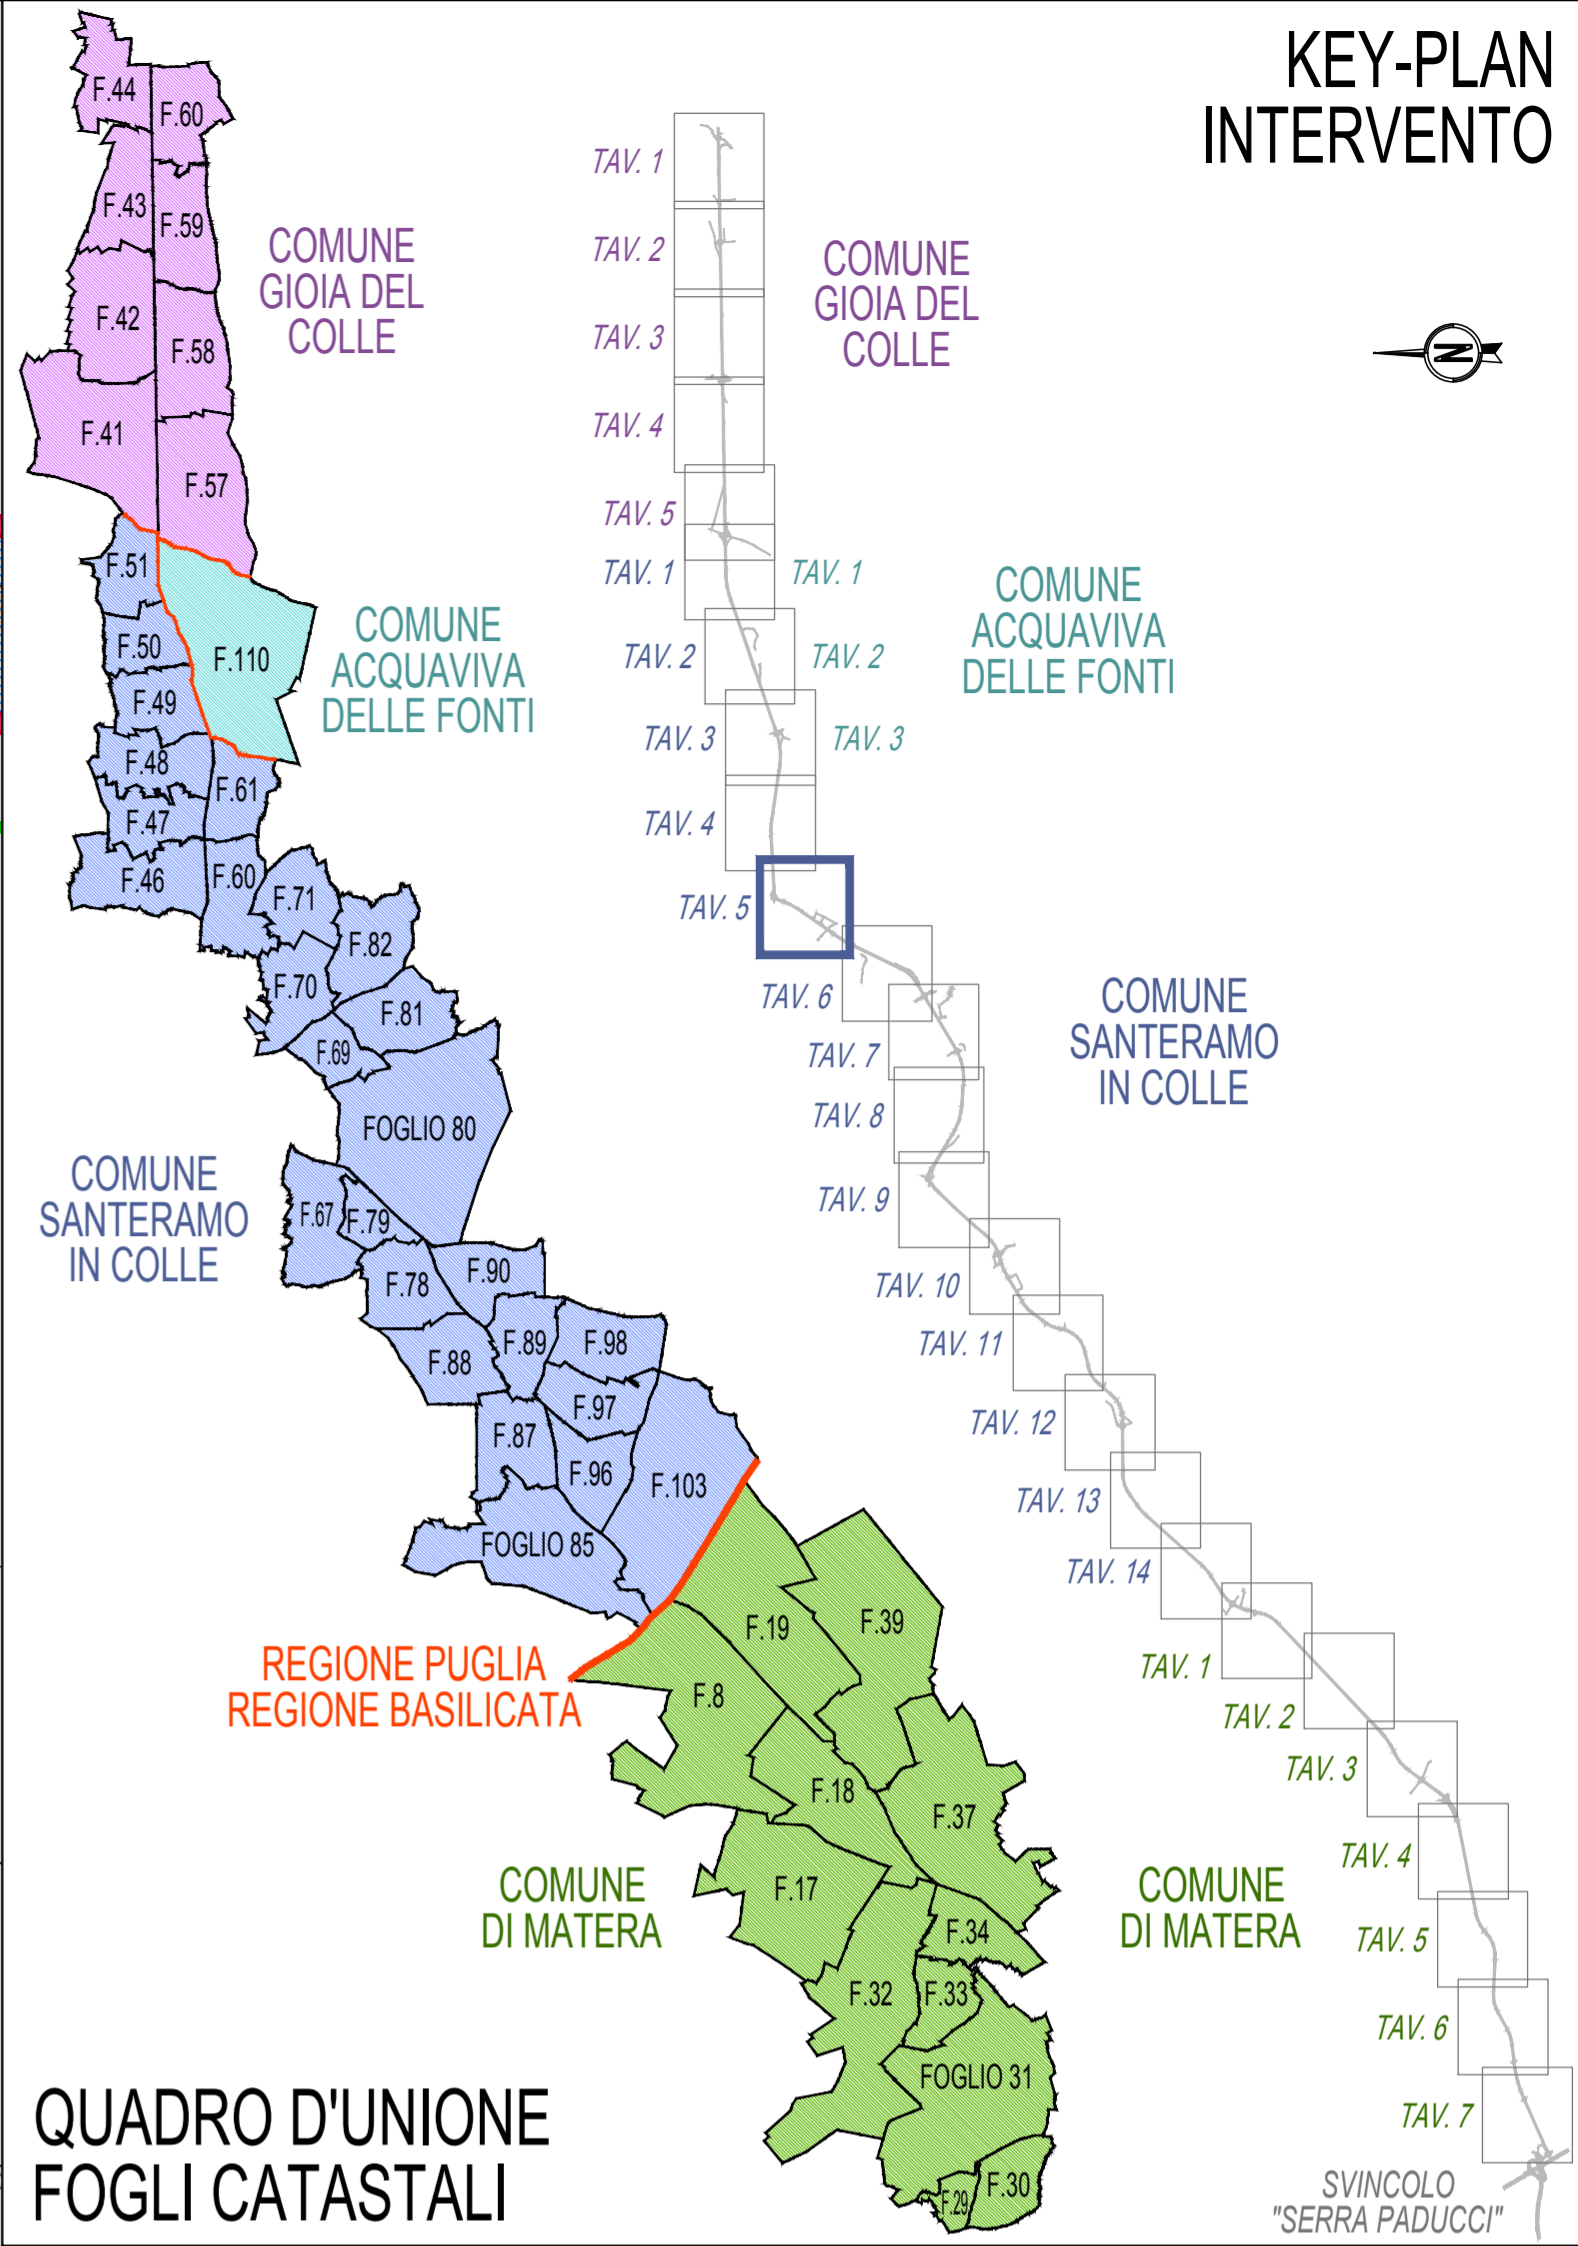 KEY-PLAN
INTERVENTO
F.44
F.60
F.43
F.59
F.42
F.58
F.41
F.57
COMUNE
GIOIA DEL
COLLE
F.51
F.50
F.110
F.49
F.48
F.61
F.47
F.46
F.60
COMUNE
ACQUAVIVA
DELLE FONTI
F.71
F.82
F.70
F.81
F.69
FOGLIO 80
F.67
F.79
F.78
F.90
F.89
F.98
F.88
F.97
F.87
F.96
F.103
FOGLIO 85
COMUNE
SANTERAMO
IN COLLE
REGIONE PUGLIA
REGIONE BASILICATA
F.19
F.39
F.8
F.18
F.37
F.17
F.34
F.32
F.33
FOGLIO 31
F.30
F.29
COMUNE
DI MATERA
QUADRO D'UNIONE
FOGLI CATASTALI
TAV. 1
TAV. 2
TAV. 3
TAV. 4
TAV. 5
COMUNE
GIOIA DEL
COLLE
N
TAV. 1
TAV. 1
TAV. 2
TAV. 2
TAV. 3
TAV. 3
COMUNE
ACQUAVIVA
DELLE FONTI
TAV. 4
TAV. 5
TAV. 6
TAV. 7
TAV. 8
TAV. 9
TAV. 10
TAV. 11
TAV. 12
TAV. 13
TAV. 14
COMUNE
SANTERAMO
IN COLLE
TAV. 1
TAV. 2
TAV. 3
TAV. 4
TAV. 5
TAV. 6
TAV. 7
COMUNE
DI MATERA
SVINCOLO
"SERRA PADUCCI"